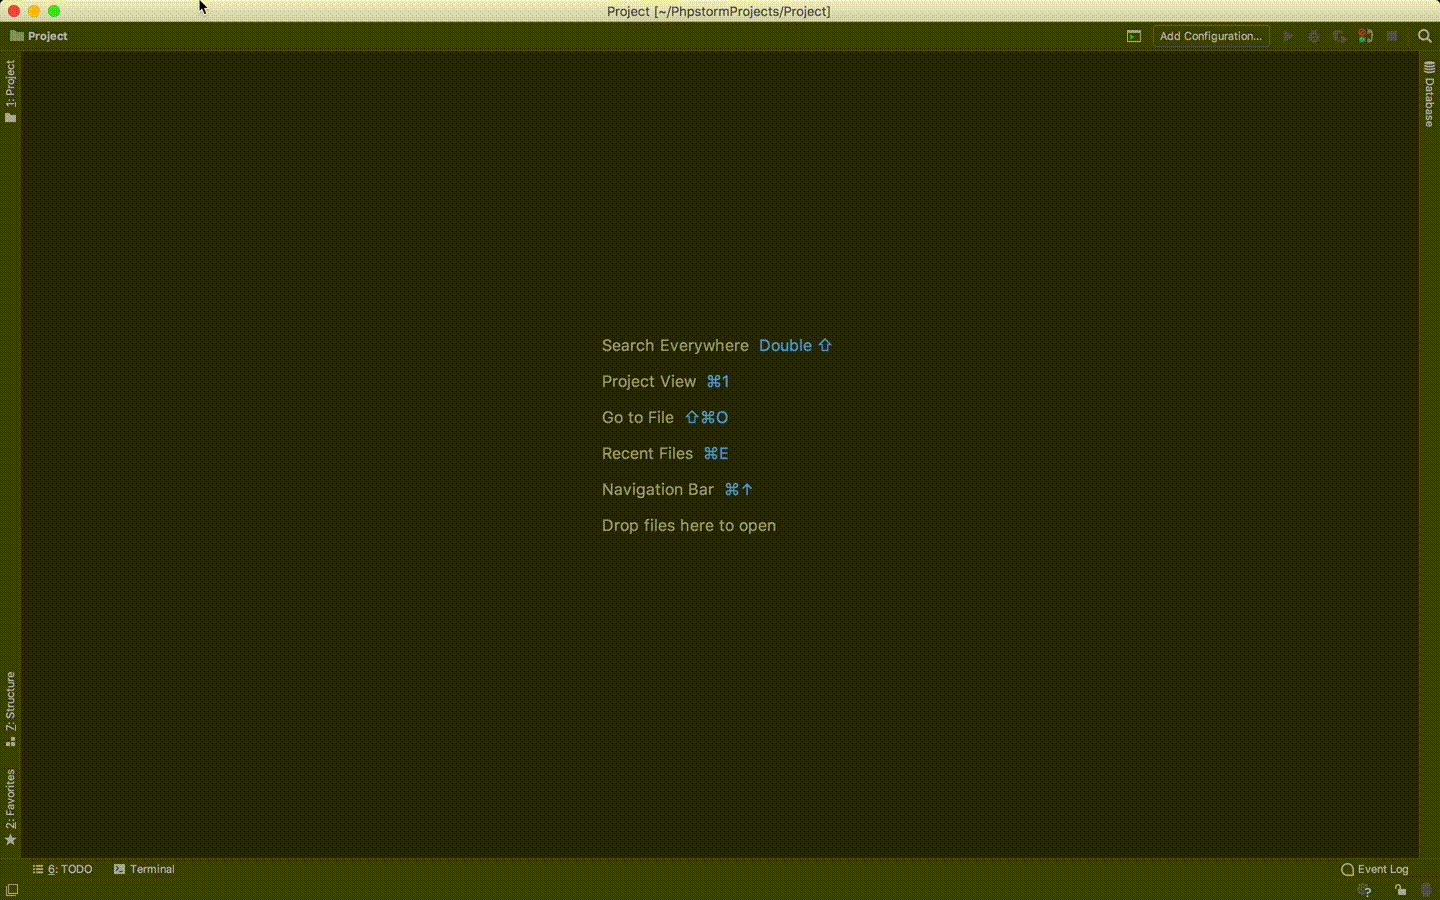 Project [~/PhpstormProjects/Project]
Project
Add Configuration...
1: Project
Database
Search Everywhere Double ⇧
Project View ⌘1
Go to File ⇧⌘O
Recent Files ⌘E
Navigation Bar ⌘↑
Drop files here to open
7: Structure
2: Favorites
6: TODO
Terminal
Event Log